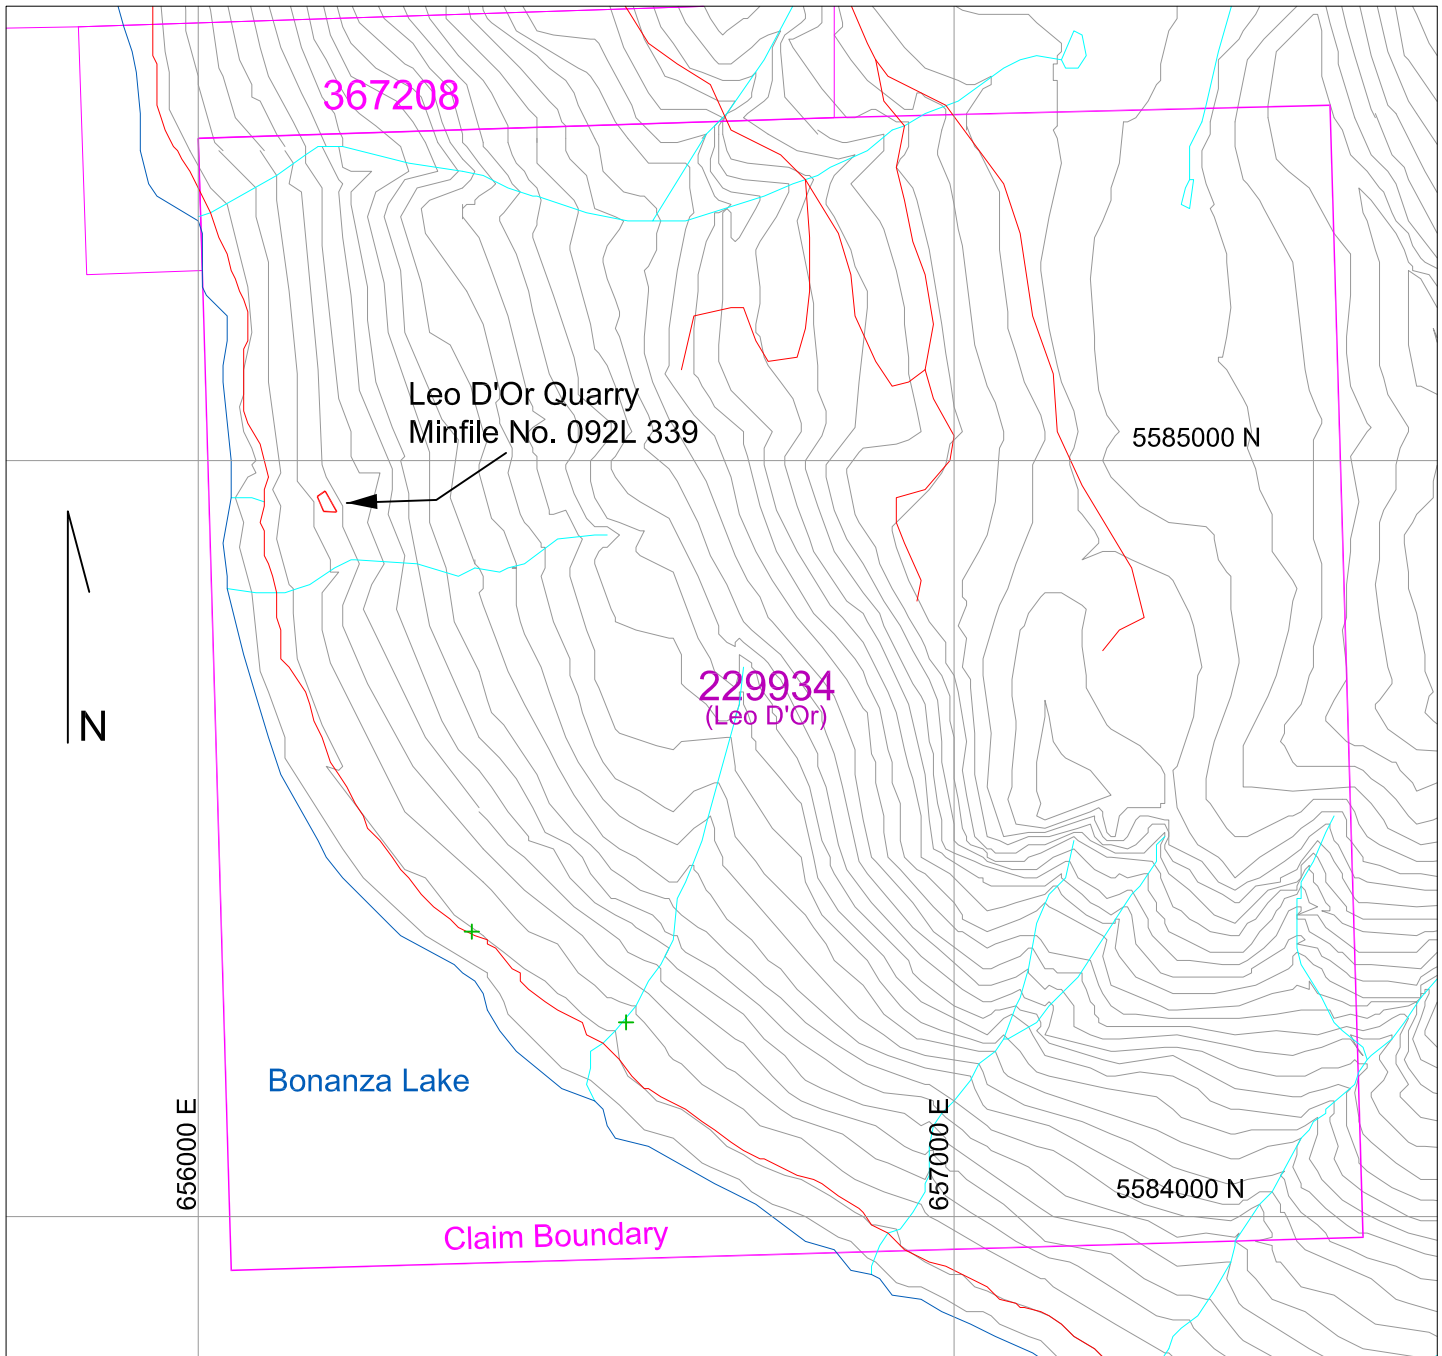 367208
Leo D'Or Quarry
Minfile No. 092L 339
5585000 N
229934
(Leo D'Or)
N
Bonanza Lake
656000 E
657000 E
5584000 N
Claim Boundary